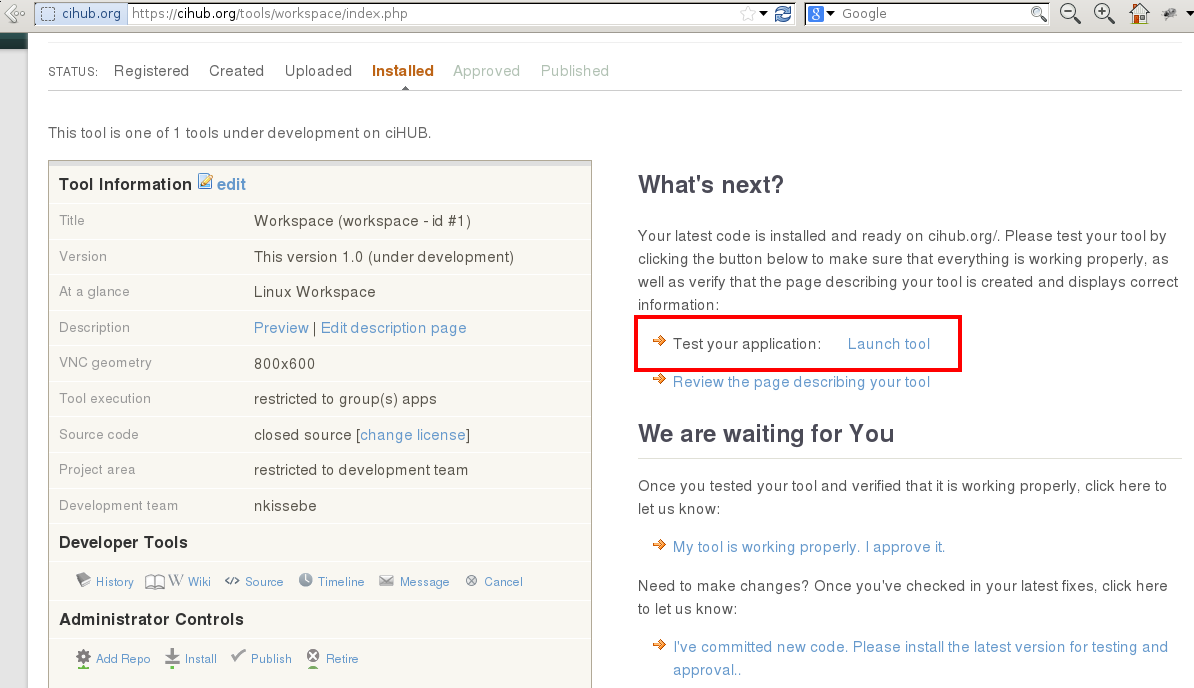 cihub.org https://cihub.org/tools/workspace/index.php Google
STATUS: Registered Created Uploaded Installed Approved Published
This tool is one of 1 tools under development on ciHUB.
Tool Information edit
Title Workspace (workspace - id #1)
Version This version 1.0 (under development)
At a glance Linux Workspace
Description Preview | Edit description page
VNC geometry 800x600
Tool execution restricted to group(s) apps
Source code closed source [change license]
Project area restricted to development team
Development team nkissebe
Developer Tools
History Wiki Source Timeline Message Cancel
Administrator Controls
Add Repo Install Publish Retire
What's next?
Your latest code is installed and ready on cihub.org/. Please test your tool by
clicking the button below to make sure that everything is working properly, as
well as verify that the page describing your tool is created and displays correct
information:
Test your application: Launch tool
Review the page describing your tool
We are waiting for You
Once you tested your tool and verified that it is working properly, click here to
let us know:
My tool is working properly. I approve it.
Need to make changes? Once you've checked in your latest fixes, click here
to let us know:
I've committed new code. Please install the latest version for testing and
approval..